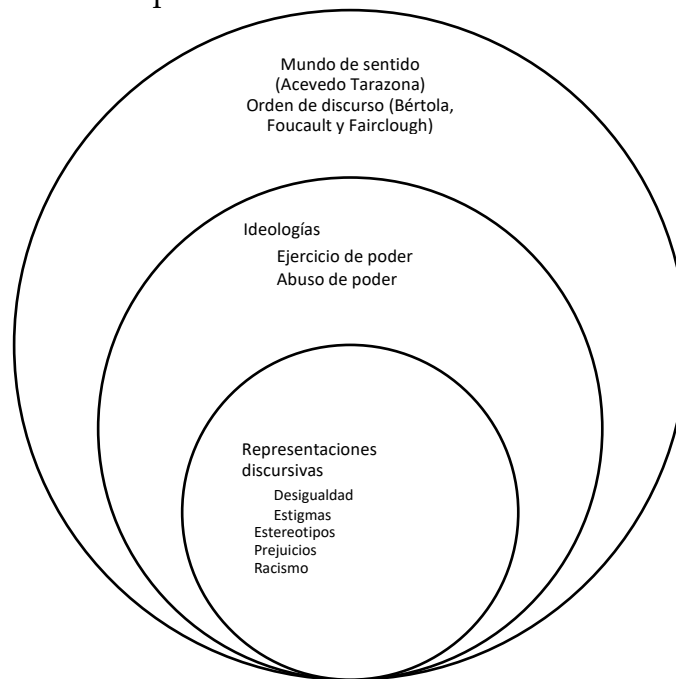 Mundo de sentido
(Acevedo Tarazona)
Orden de discurso (Bértola,
Foucault y Fairclough)
Ideologías
Ejercicio de poder
Abuso de poder
Representaciones
discursivas
Desigualdad
Estigmas
Estereotipos
Prejuicios
Racismo